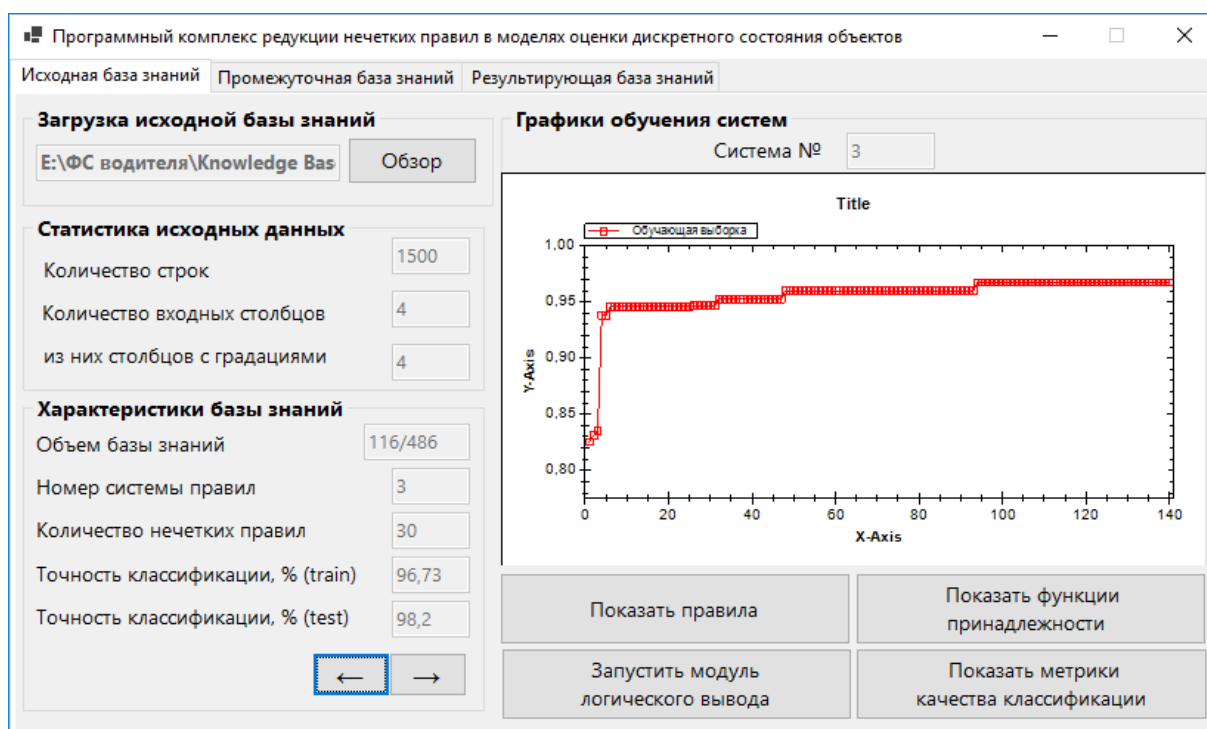 Программный комплекс редукции нечетких правил в моделях оценки дискретного состояния объектов
Исходная база знаний Промежуточная база знаний Результирующая база знаний
Загрузка исходной базы знаний
E:\ФС водителя\Knowledge Bas
Обзор
Статистика исходных данных
Количество строк 1500
Количество входных столбцов 4
из них столбцов с градациями 4
Характеристики базы знаний
Объем базы знаний 116/486
Номер системы правил 3
Количество нечетких правил 30
Точность классификации, % (train) 96,73
Точность классификации, % (test) 98,2
← →
Графики обучения систем
Система № 3
Title
Обучающая выборка
1,00
0,95
0,90
0,85
0,80
Y-Axis
0 20 40 60 80 100 120 140
X-Axis
Показать правила
Показать функции
принадлежности
Запустить модуль
логического вывода
Показать метрики
качества классификации